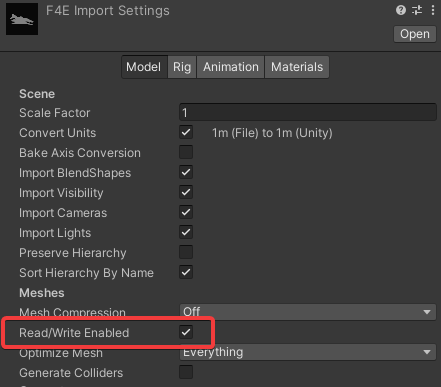 F4E Import Settings
Open
Model Rig Animation Materials
Scene
Scale Factor 1
Convert Units 1m (File) to 1m (Unity)
Bake Axis Conversion
Import BlendShapes
Import Visibility
Import Cameras
Import Lights
Preserve Hierarchy
Sort Hierarchy By Name
Meshes
Mesh Compression Off
Read/Write Enabled
Optimize Mesh Everything
Generate Colliders